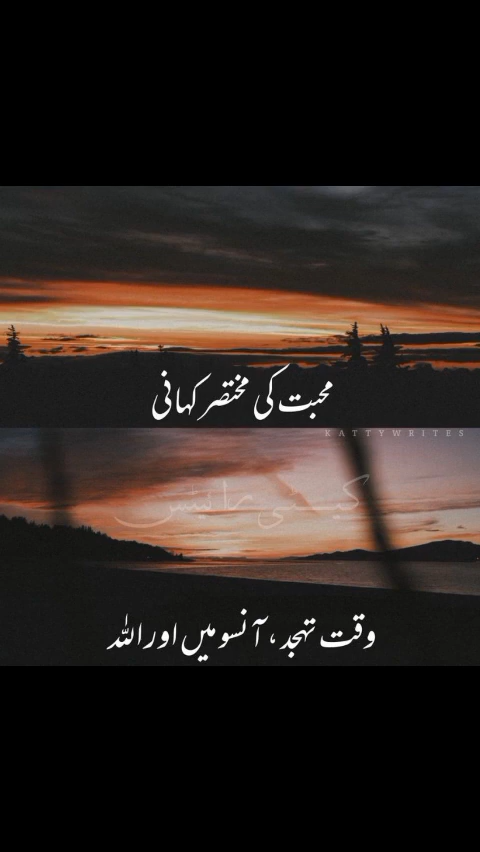 محبت کی مختصر کہانی
KATTYWRITES
کیٹی رائیٹس
وقت تہجد، آنسو میں اور اللہ